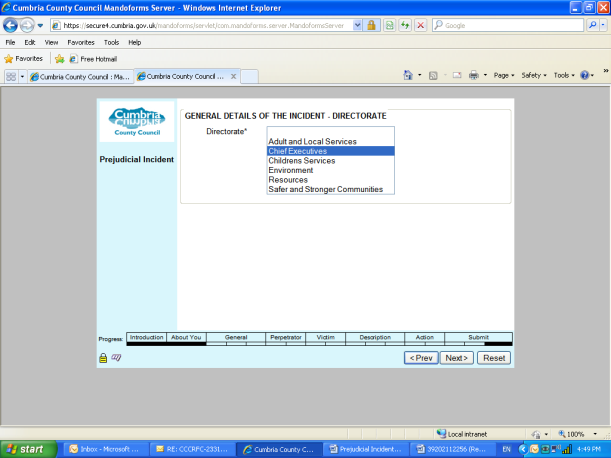 Cumbria County Council Mandoforms Server - Windows Internet Explorer
https://secure4.cumbria.gov.uk/mandoforms/servlet/com.mandoforms.server.MandoformsServer
Google
File Edit View Favorites Tools Help
Favorites Free Hotmail
Cumbria County Council : Ma... Cumbria County Council ... X
Page Safety Tools
Cumbria
County Council
GENERAL DETAILS OF THE INCIDENT - DIRECTORATE
Directorate*
Adult and Local Services
Chief Executives
Childrens Services
Environment
Resources
Safer and Stronger Communities
Prejudicial Incident
Progress: Introduction About You General Perpetrator Victim Description Action Submit
< Prev Next > Reset
Local intranet 100%
start Inbox - Microsoft ... RE: CCCRFC-2331... Cumbria County C... Prejudicial Incident... 39202112256 (Re... EN 4:49 PM